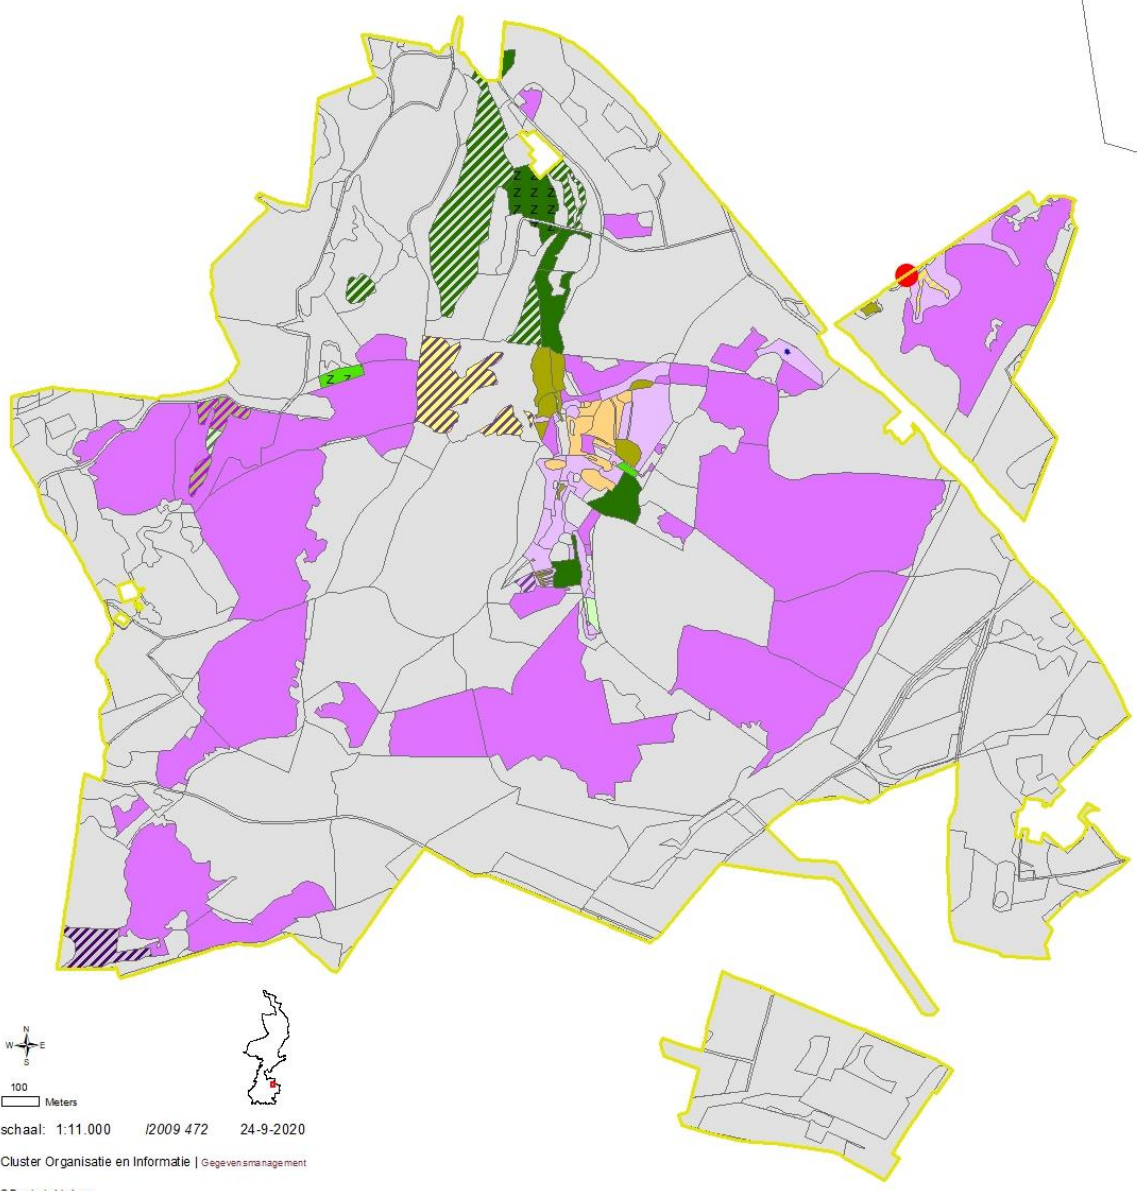 Z Z
Z Z Z
Z Z Z
Z
Z Z
N
W E
S
100
Meters
schaal: 1:11.000 I2009 472 24-9-2020
Cluster Organisatie en Informatie | Gegevensmanagement